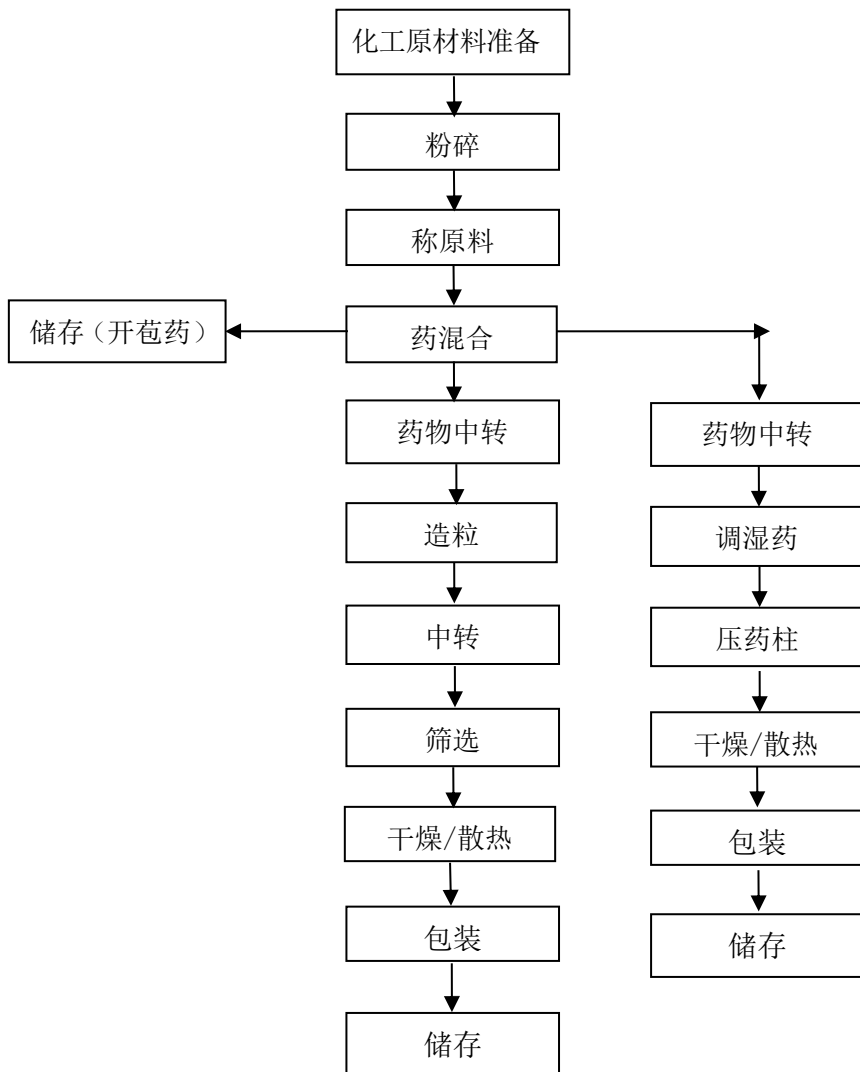 化工原材料准备
粉碎
称原料
储存（开苞药）
药混合
药物中转
造粒
中转
筛选
干燥/散热
包装
储存
药物中转
调湿药
压药柱
干燥/散热
包装
储存